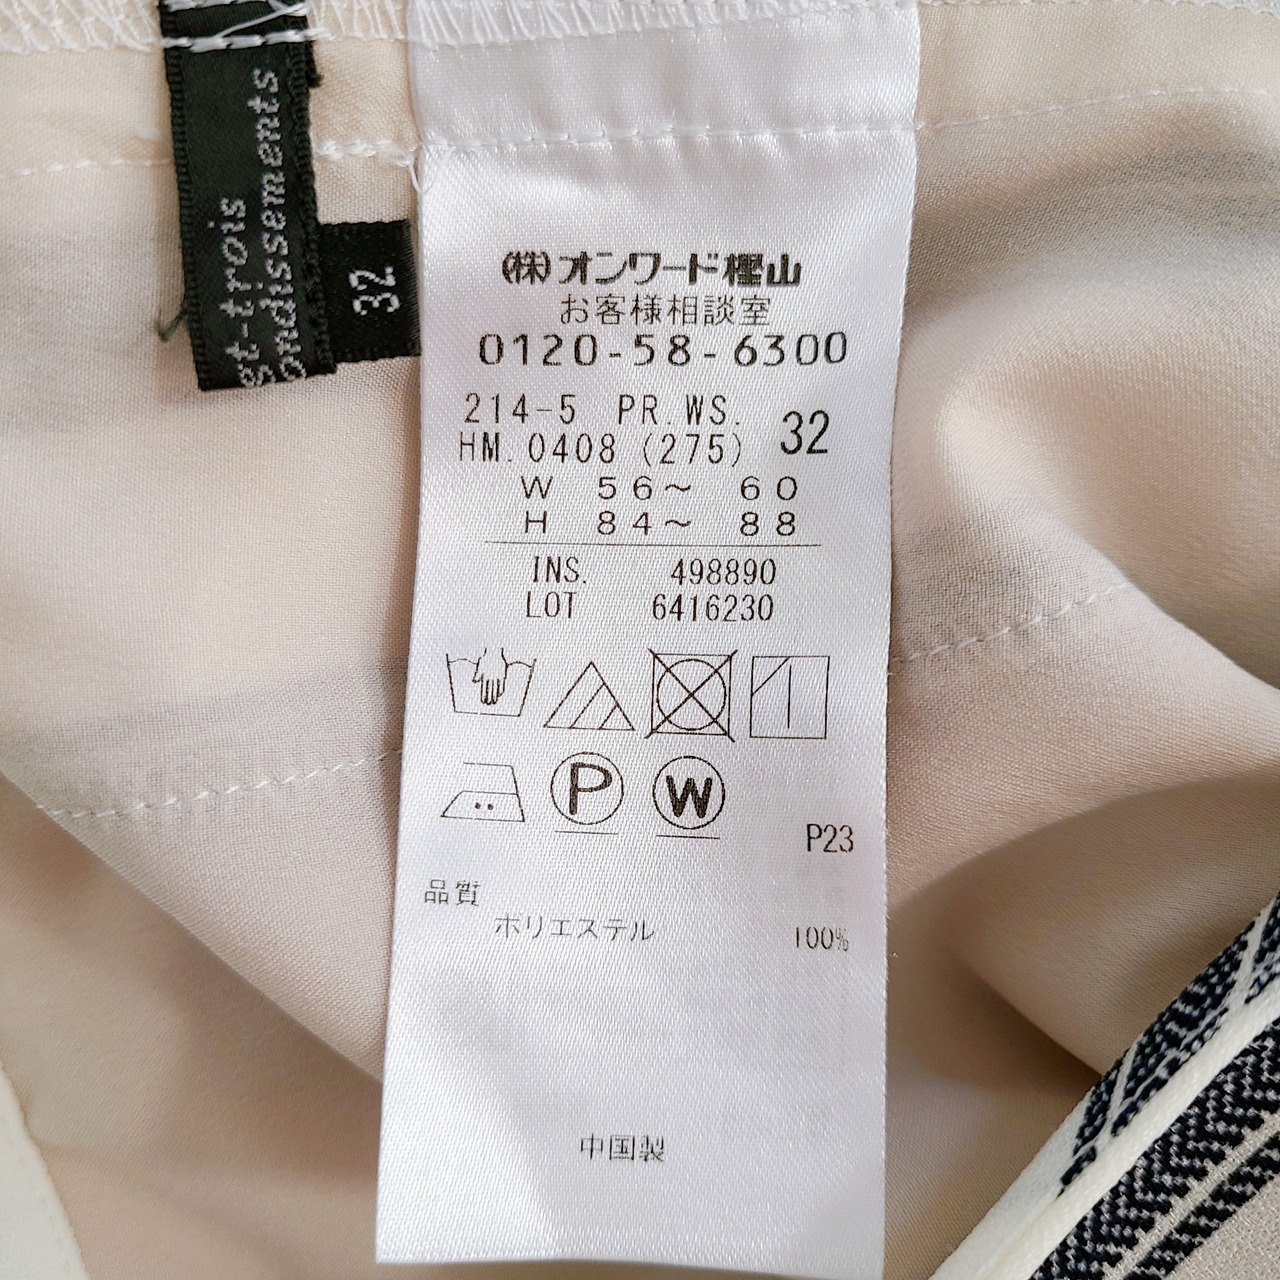 st-trois
ondissements
32
(株)オンワード樫山
お客様相談室
0120-58-6300
214-5 PR.WS.
HM.0408(275) 32
W 56～ 60
H 84～ 88
INS. 498890
LOT 6416230
P
W
P23
品質
ポリエステル 100%
中国製